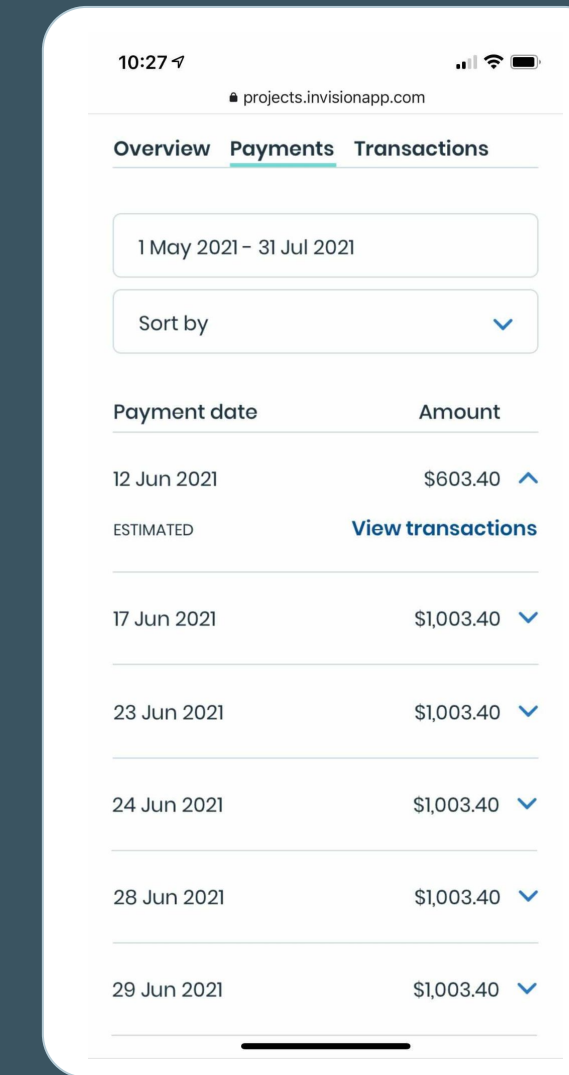 10:27
projects.invisionapp.com
Overview Payments Transactions
1 May 2021 – 31 Jul 2021
Sort by
Payment date Amount
12 Jun 2021 $603.40
ESTIMATED View transactions
17 Jun 2021 $1,003.40
23 Jun 2021 $1,003.40
24 Jun 2021 $1,003.40
28 Jun 2021 $1,003.40
29 Jun 2021 $1,003.40